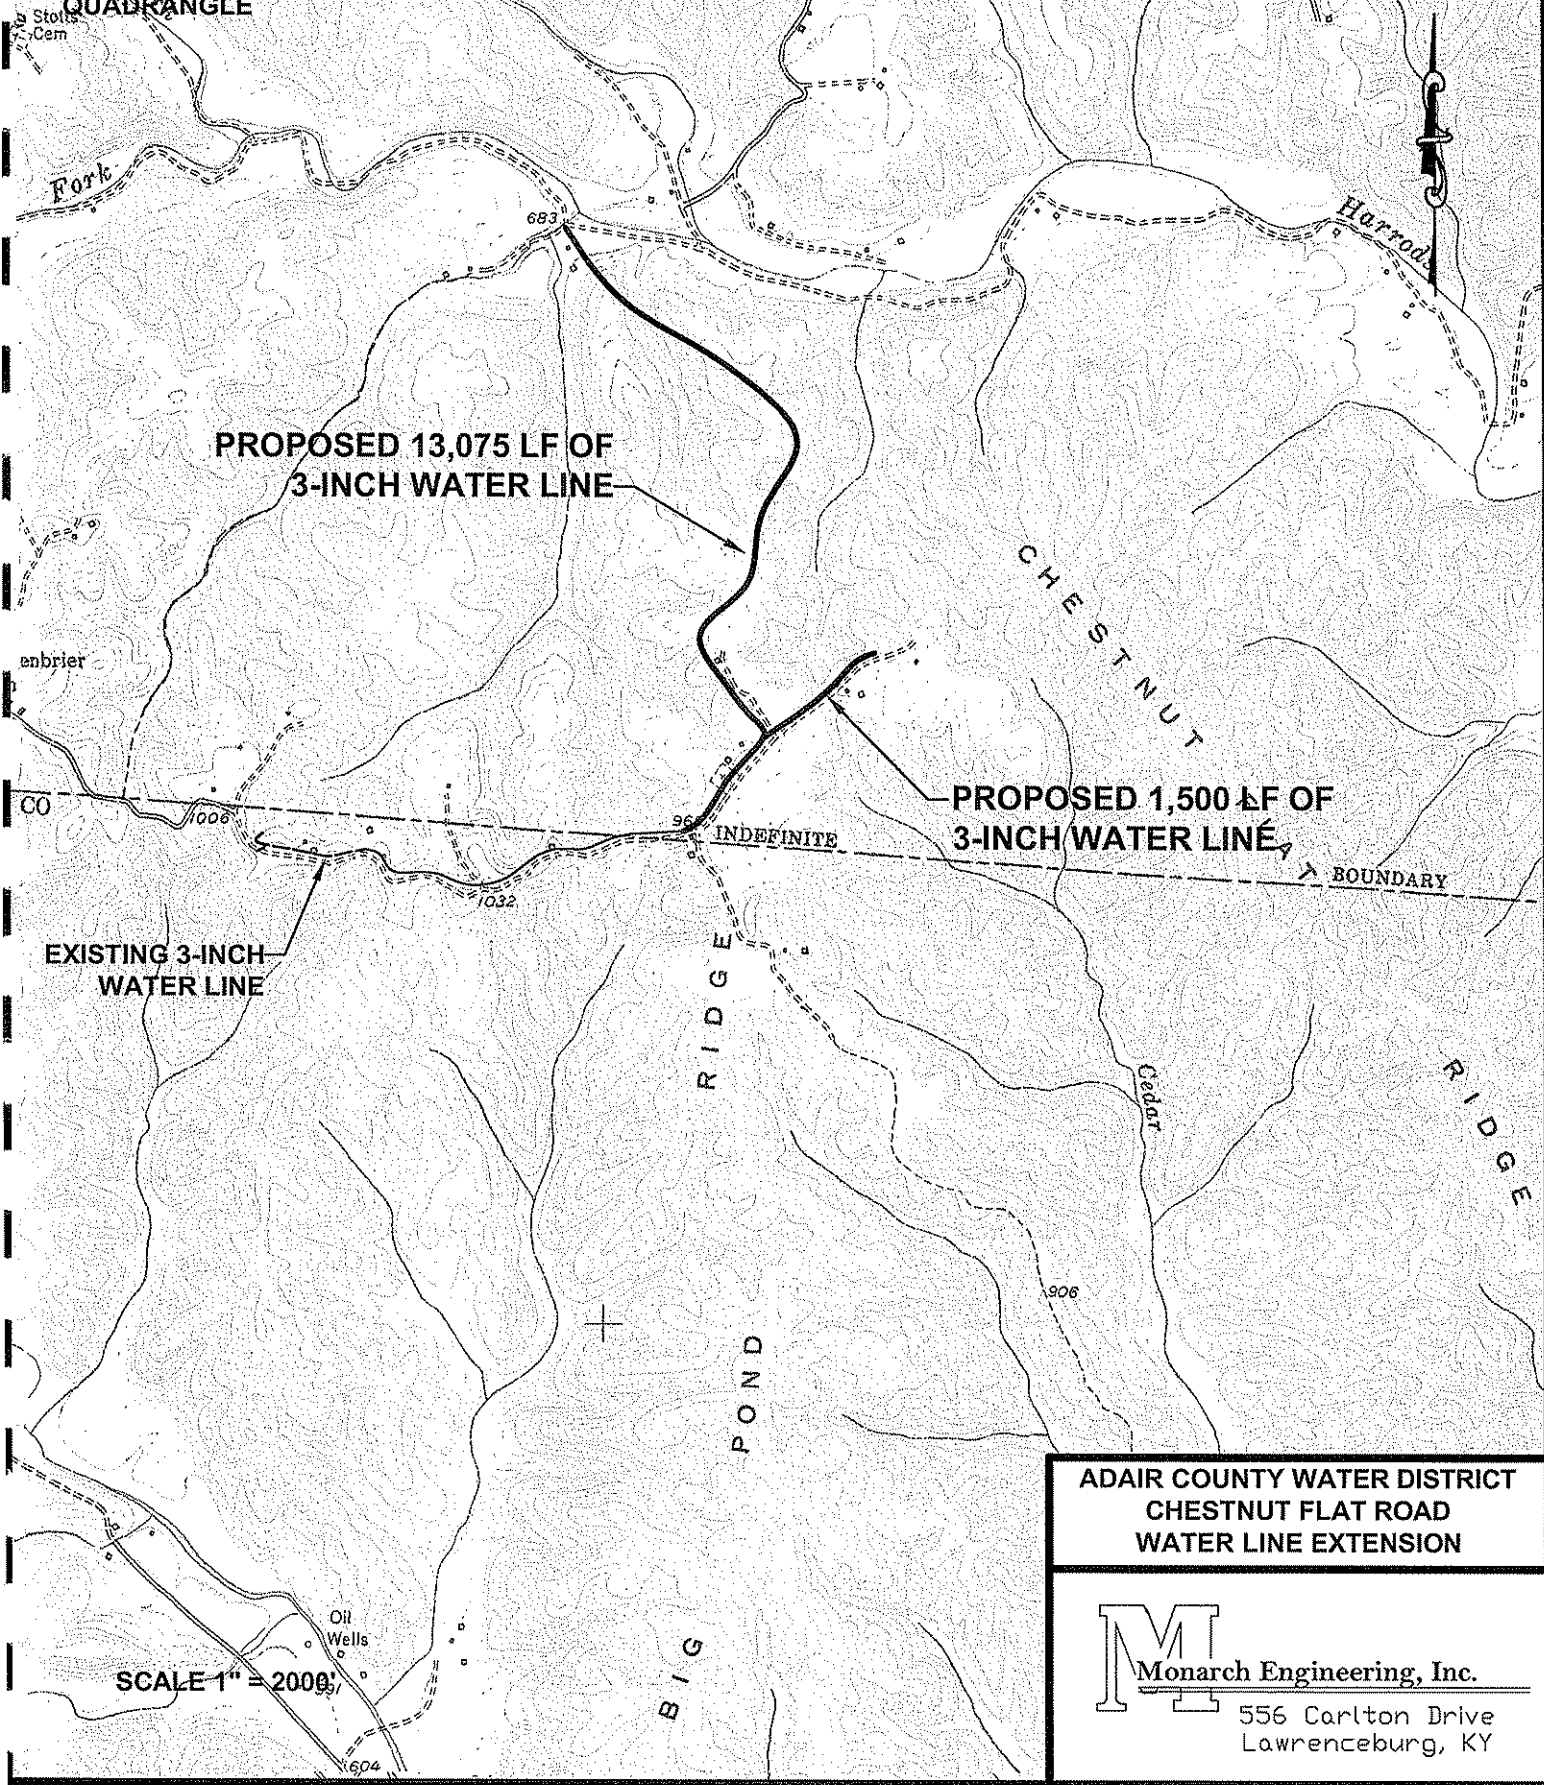 QUADRANGLE
Stolts
Cem
Fork
683
Harrods
PROPOSED 13,075 LF OF
3-INCH WATER LINE
CHESTNUT
enbrier
CO
1006
INDEFINITE
PROPOSED 1,500 LF OF
3-INCH WATER LINE
BOUNDARY
1032
EXISTING 3-INCH
WATER LINE
RIDGE
Cedar
RIDGE
906
POND
ADAIR COUNTY WATER DISTRICT
CHESTNUT FLAT ROAD
WATER LINE EXTENSION
Oil
Wells
BIG
SCALE 1" = 2000'
M
Monarch Engineering, Inc.
556 Carlton Drive
Lawrenceburg, KY
604